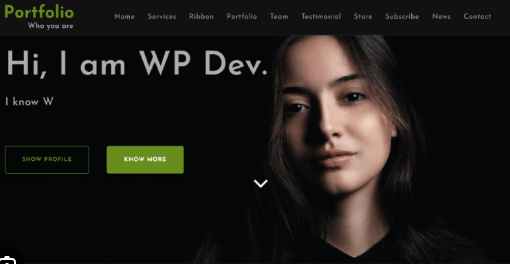 Portfolio
Who you are
Home Services Ribbon Portfolio Team Testimonial Store Subscribe News Contact
Hi, I am WP Dev.
I know W
SHOW PROFILE KNOW MORE